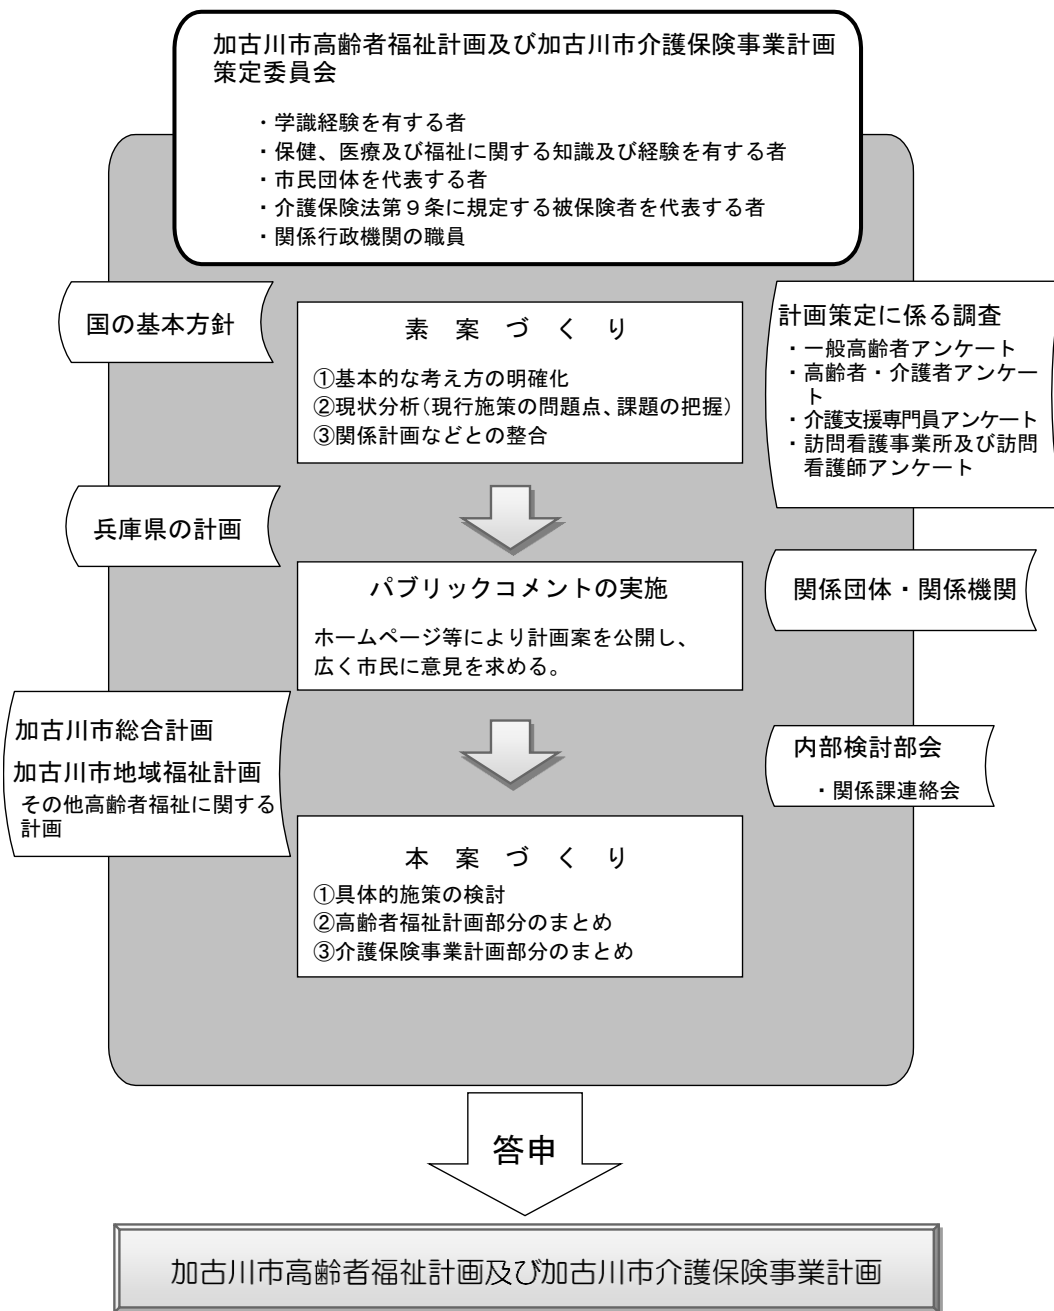 加古川市高齢者福祉計画及び加古川市介護保険事業計画
策定委員会
・学識経験を有する者
・保健、医療及び福祉に関する知識及び経験を有する者
・市民団体を代表する者
・介護保険法第９条に規定する被保険者を代表する者
・関係行政機関の職員
国の基本方針
素案づくり
①基本的な考え方の明確化
②現状分析（現行施策の問題点、課題の把握）
③関係計画などとの整合
計画策定に係る調査
・一般高齢者アンケート
・高齢者・介護者アンケー
ト
・介護支援専門員アンケート
・訪問看護事業所及び訪問
看護師アンケート
兵庫県の計画
パブリックコメントの実施
ホームページ等により計画案を公開し、
広く市民に意見を求める。
関係団体・関係機関
加古川市総合計画
加古川市地域福祉計画
その他高齢者福祉に関する
計画
内部検討部会
・関係課連絡会
本案づくり
①具体的施策の検討
②高齢者福祉計画部分のまとめ
③介護保険事業計画部分のまとめ
答申
加古川市高齢者福祉計画及び加古川市介護保険事業計画